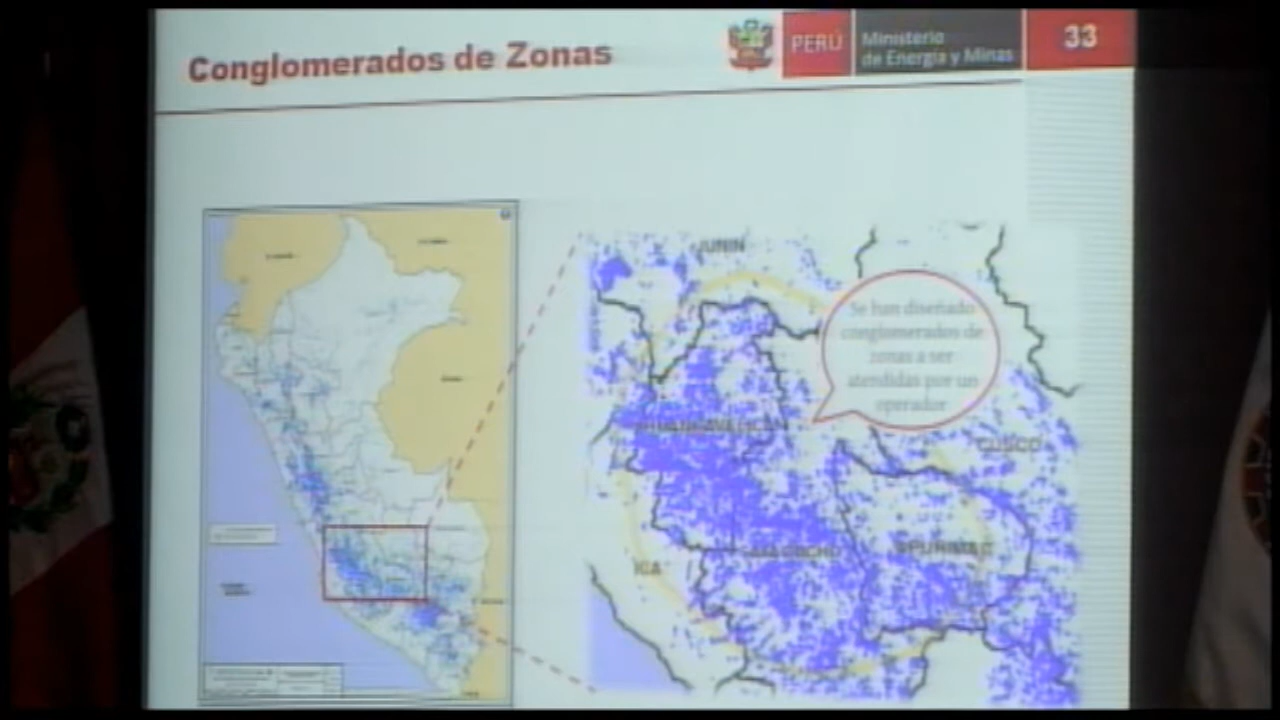 Conglomerados de Zonas
PERÚ
Ministerio
de Energía y Minas
33
JUNIN
Se han diseñado
conglomerados de
zonas a ser
atendidas por un
operador
HUANCAVELICA
CUSCO
AYACUCHO
APURIMAC
ICA